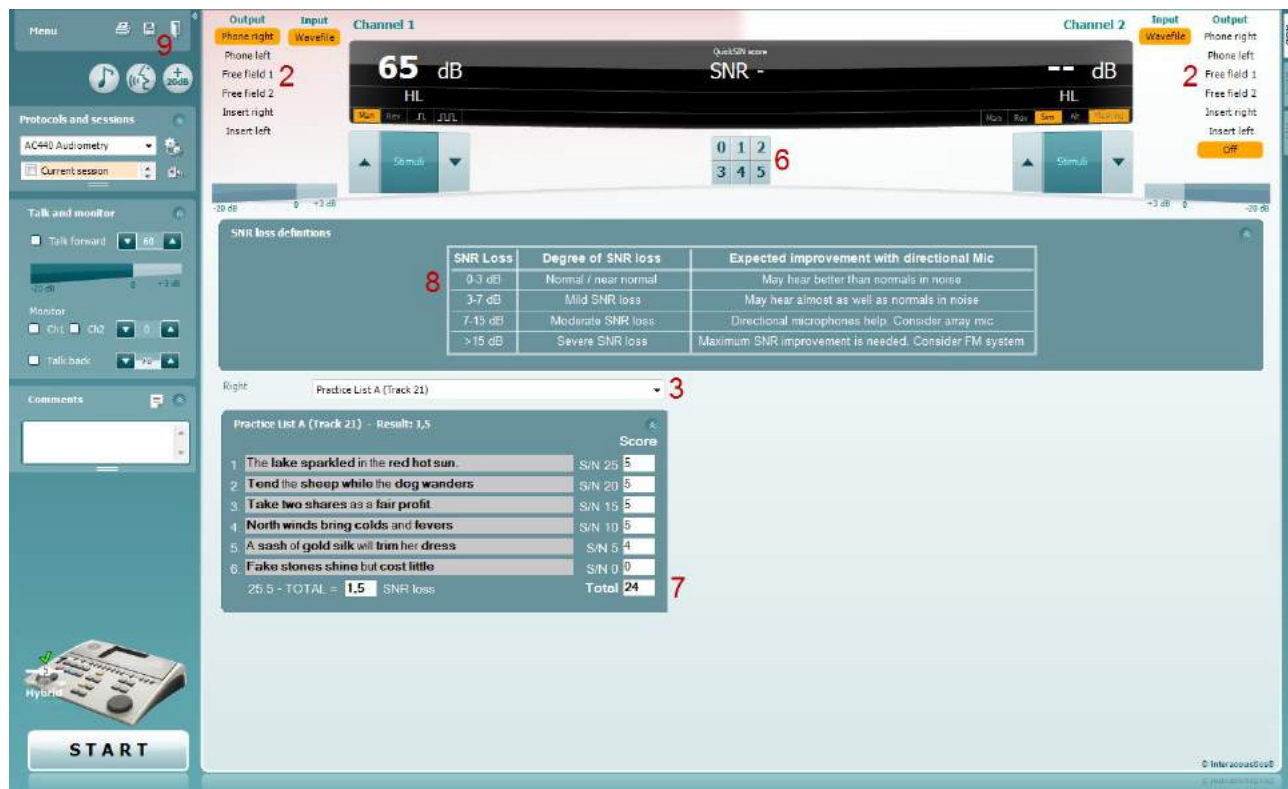 Menu
9
+20dB
Protocols and sessions
AC440 Audiometry
Current session
Talk and monitor
Talk forward 60
-20 dB 0 +3 dB
Monitor
Ch1 Ch2 0
Talk back 70
Comments
Hybrid
START
Output Input Channel 1
Phone right Wavefile
Phone left
Free field 1
Free field 2
Insert right
Insert left
2
65 dB
HL
Man Rev
QuickSIN score
SNR -
Channel 2 Input Output
Wavefile Phone right
Phone left
Free field 1
Free field 2
Insert right
Insert left
Off
2
-- dB
HL
Man Rev Sim Alt
Stimuli
0 1 2
3 4 5
6
Stimuli
-20 dB 0 +3 dB
+3 dB 0 -20 dB
SNR loss definitions
8
SNR Loss Degree of SNR loss Expected improvement with directional Mic
0-3 dB Normal / near normal May hear better than normals in noise
3-7 dB Mild SNR loss May hear almost as well as normals in noise
7-15 dB Moderate SNR loss Directional microphones help. Consider array mic
>15 dB Severe SNR loss Maximum SNR improvement is needed. Consider FM system
Right Practice List A (Track 21) 3
Practice List A (Track 21) - Result: 1,5
Score
1 The lake sparkled in the red hot sun. S/N 25 5
2 Tend the sheep while the dog wanders S/N 20 5
3. Take two shares as a fair profit S/N 15 5
4 North winds bring colds and fevers S/N 10 5
5. A sash of gold silk will trim her dress S/N 5 4
6. Fake stones shine but cost little S/N 0 0
25.5 - TOTAL = 1,5 SNR loss Total 24
7
© Interacoustics®